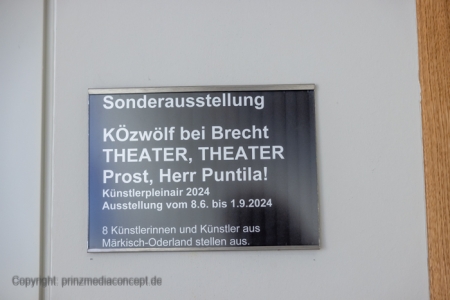 Sonderausstellung
KÖzwölf bei Brecht
THEATER, THEATER
Prost, Herr Puntila!
Künstlerpleinair 2024
Ausstellung vom 8.6. bis 1.9.2024
8 Künstlerinnen und Künstler aus
Märkisch-Oderland stellen aus.
Copyright: prinzmediaconcept.de